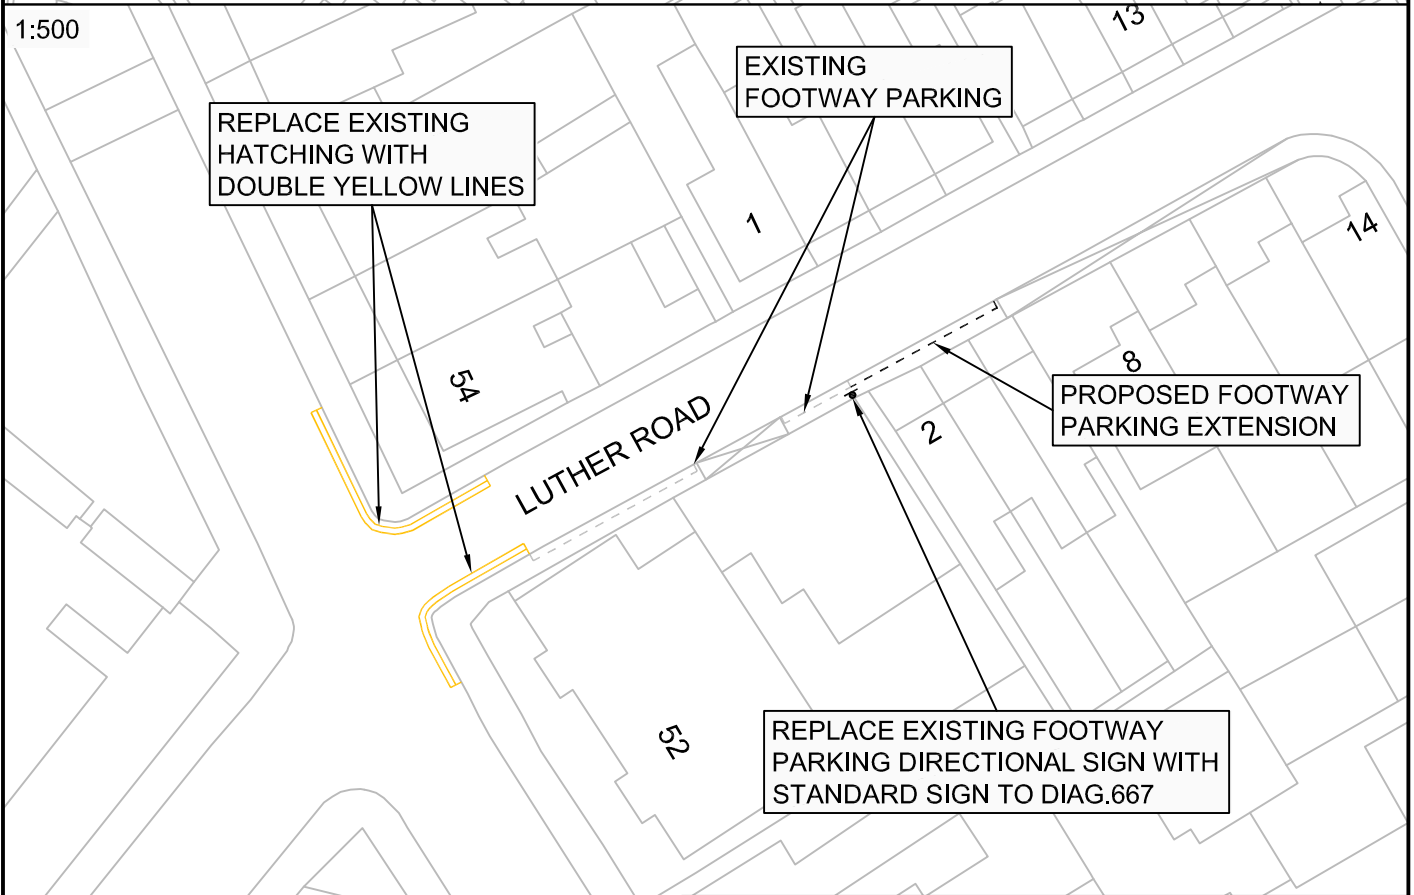 1:500
13
EXISTING
FOOTWAY PARKING
REPLACE EXISTING
HATCHING WITH
DOUBLE YELLOW LINES
1
14
54
8
PROPOSED FOOTWAY
PARKING EXTENSION
LUTHER ROAD
2
52
REPLACE EXISTING FOOTWAY
PARKING DIRECTIONAL SIGN WITH
STANDARD SIGN TO DIAG.667